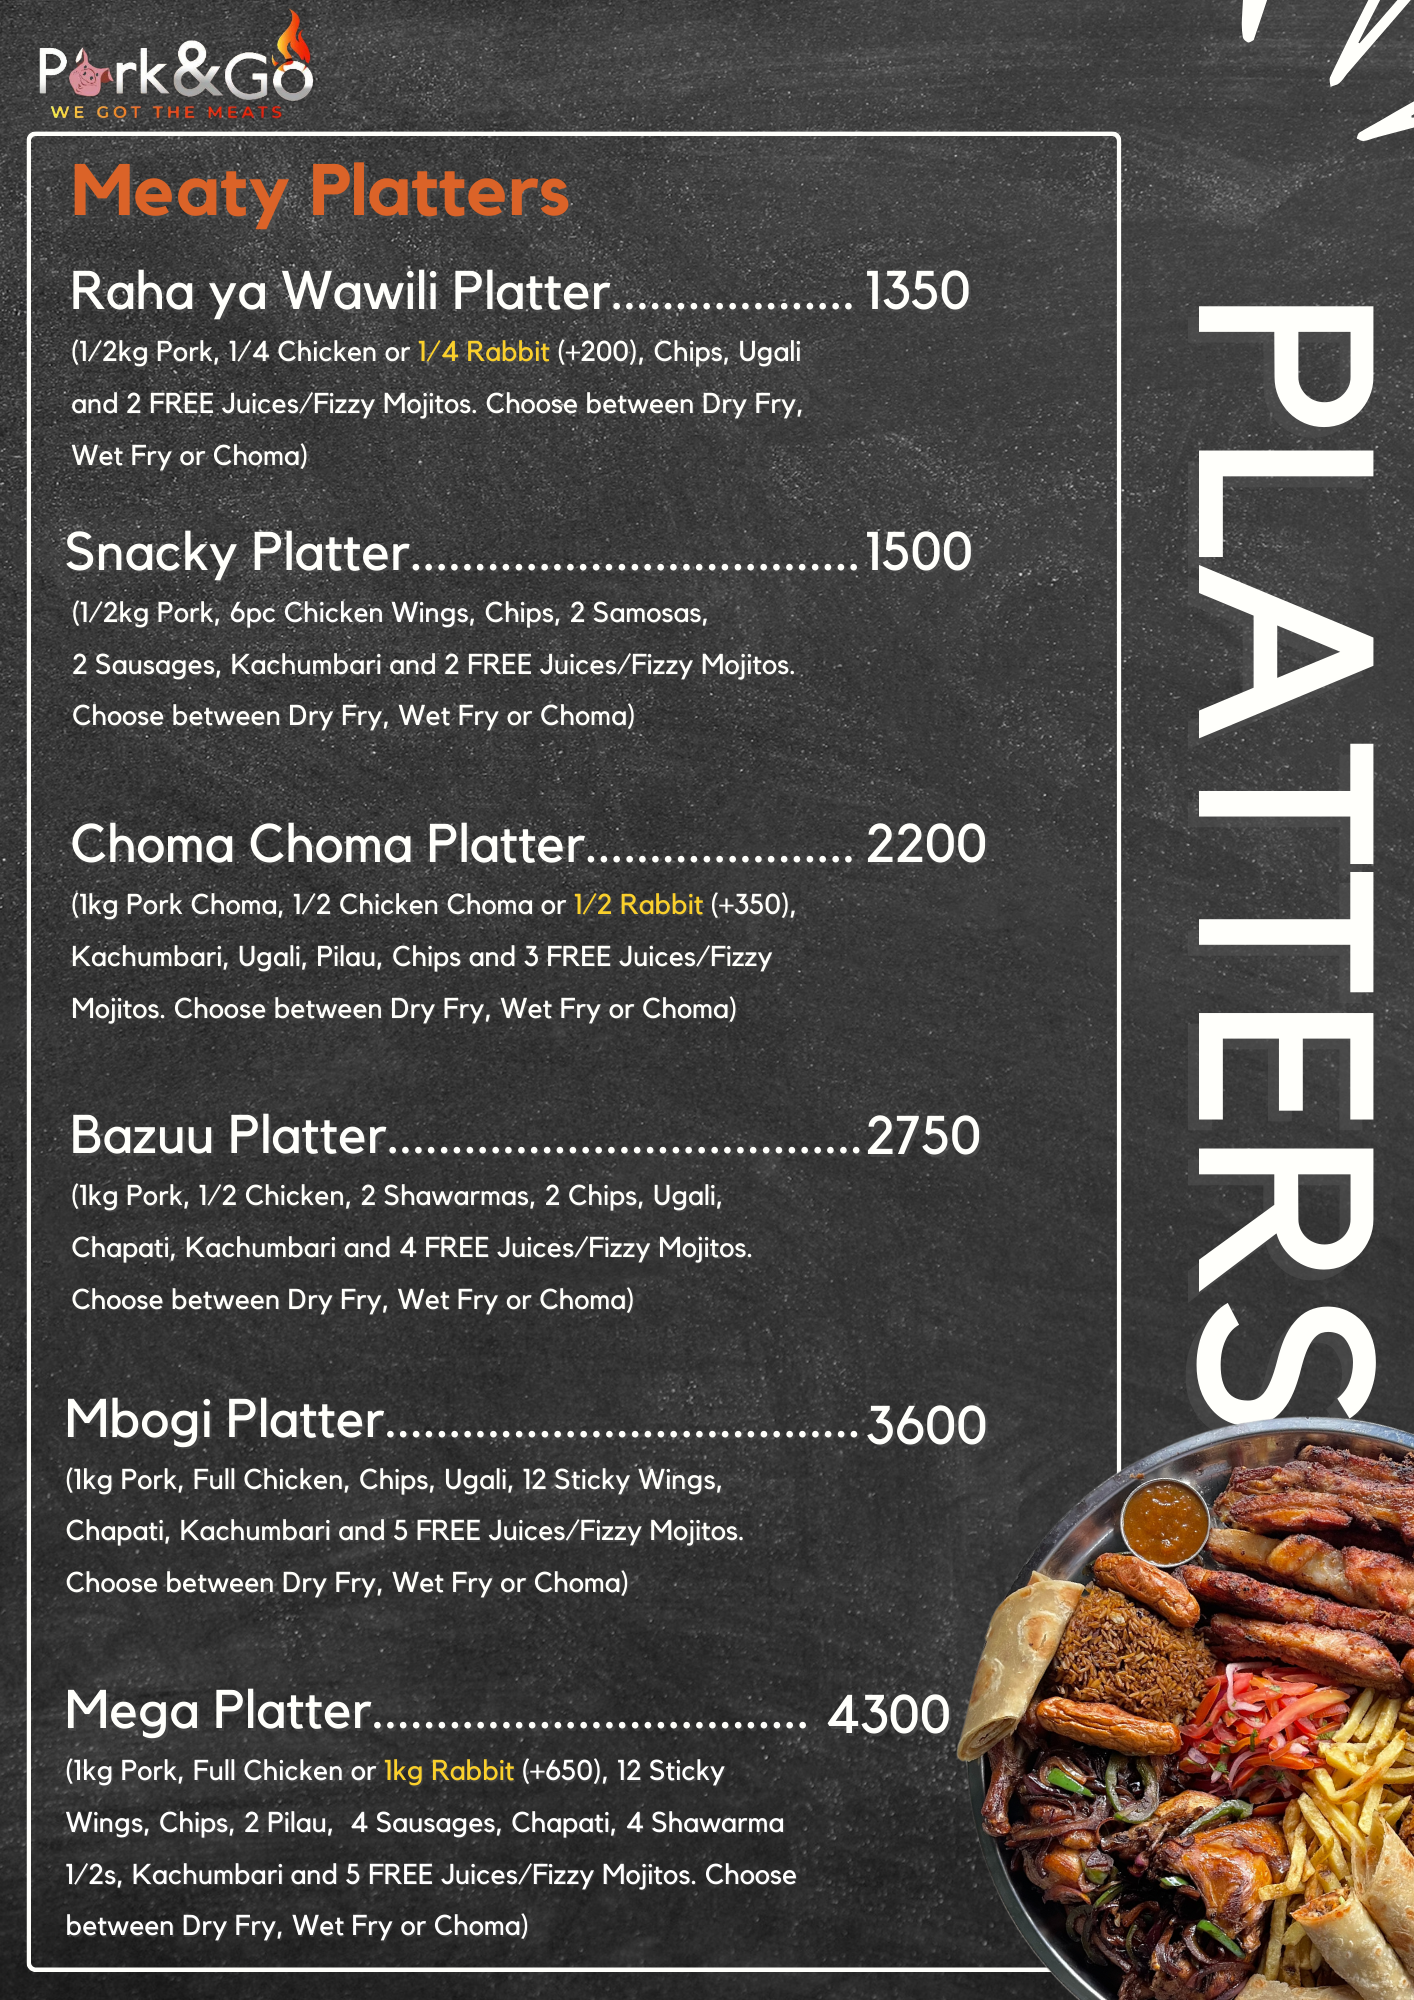 Pork&Go
WE GOT THE MEATS
Meaty Platters
Raha ya Wawili Platter................... 1350
(1/2kg Pork, 1/4 Chicken or 1/4 Rabbit (+200), Chips, Ugali
and 2 FREE Juices/Fizzy Mojitos. Choose between Dry Fry,
Wet Fry or Choma)
Snacky Platter...................................1500
(1/2kg Pork, 6pc Chicken Wings, Chips, 2 Samosas,
2 Sausages, Kachumbari and 2 FREE Juices/Fizzy Mojitos.
Choose between Dry Fry, Wet Fry or Choma)
Choma Choma Platter..................... 2200
(1kg Pork Choma, 1/2 Chicken Choma or 1/2 Rabbit (+350),
Kachumbari, Ugali, Pilau, Chips and 3 FREE Juices/Fizzy
Mojitos. Choose between Dry Fry, Wet Fry or Choma)
Bazuu Platter.....................................2750
(1kg Pork, 1/2 Chicken, 2 Shawarmas, 2 Chips, Ugali,
Chapati, Kachumbari and 4 FREE Juices/Fizzy Mojitos.
Choose between Dry Fry, Wet Fry or Choma)
Mbogi Platter.....................................3600
(1kg Pork, Full Chicken, Chips, Ugali, 12 Sticky Wings,
Chapati, Kachumbari and 5 FREE Juices/Fizzy Mojitos.
Choose between Dry Fry, Wet Fry or Choma)
Mega Platter.................................. 4300
(1kg Pork, Full Chicken or 1kg Rabbit (+650), 12 Sticky
Wings, Chips, 2 Pilau,  4 Sausages, Chapati, 4 Shawarma
1/2s, Kachumbari and 5 FREE Juices/Fizzy Mojitos. Choose
between Dry Fry, Wet Fry or Choma)
PLATTERS